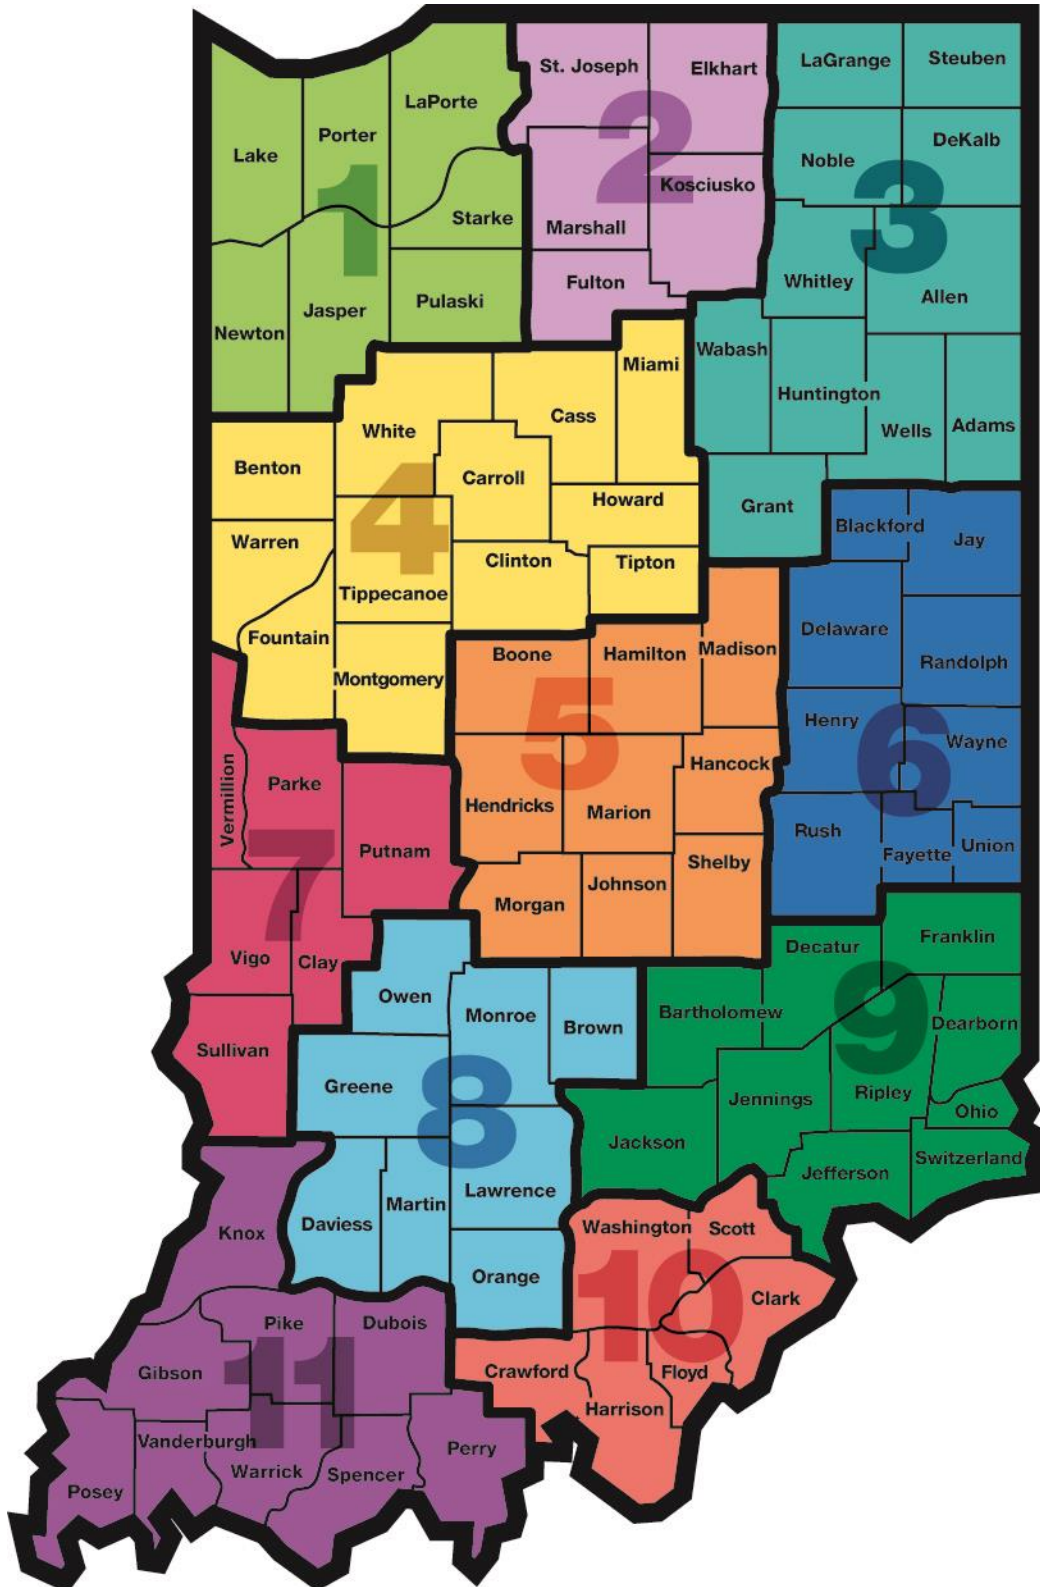 St. Joseph
Elkhart
LaGrange
Steuben
LaPorte
Porter
Lake
2
Noble
DeKalb
Kosciusko
1
Starke
Marshall
3
Fulton
Whitley
Allen
Jasper
Pulaski
Newton
Wabash
Miami
Huntington
Cass
White
Wells
Adams
Benton
Carroll
Howard
Grant
4
Blackford
Jay
Warren
Clinton
Tipton
Tippecanoe
Delaware
Fountain
Boone
Hamilton
Madison
Randolph
Montgomery
5
Henry
6
Wayne
Vermillion
Parke
Hendricks
Marion
Hancock
Rush
Fayette
Union
Putnam
7
Shelby
Johnson
Morgan
Franklin
Decatur
Vigo
Clay
Owen
Monroe
Brown
Bartholomew
9
Dearborn
Sullivan
Greene
8
Jennings
Ripley
Ohio
Jackson
Jefferson
Switzerland
Daviess
Martin
Lawrence
Knox
Washington
Scott
Orange
10
Clark
Pike
Dubois
Gibson
11
Crawford
Floyd
Harrison
Vanderburgh
Warrick
Spencer
Perry
Posey